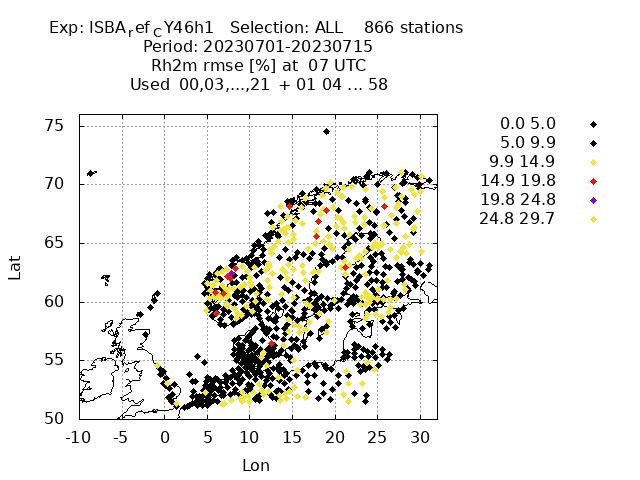 Exp: ISBAref CY46h1 Selection: ALL 866 stations
Period: 20230701-20230715
Rh2m rmse [%] at 07 UTC
Used 00,03,...,21 + 01 04 ... 58
0.0 5.0
5.0 9.9
9.9 14.9
14.9 19.8
19.8 24.8
24.8 29.7
75
70
65
60
55
50
Lat
-10 -5 0 5 10 15 20 25 30
Lon